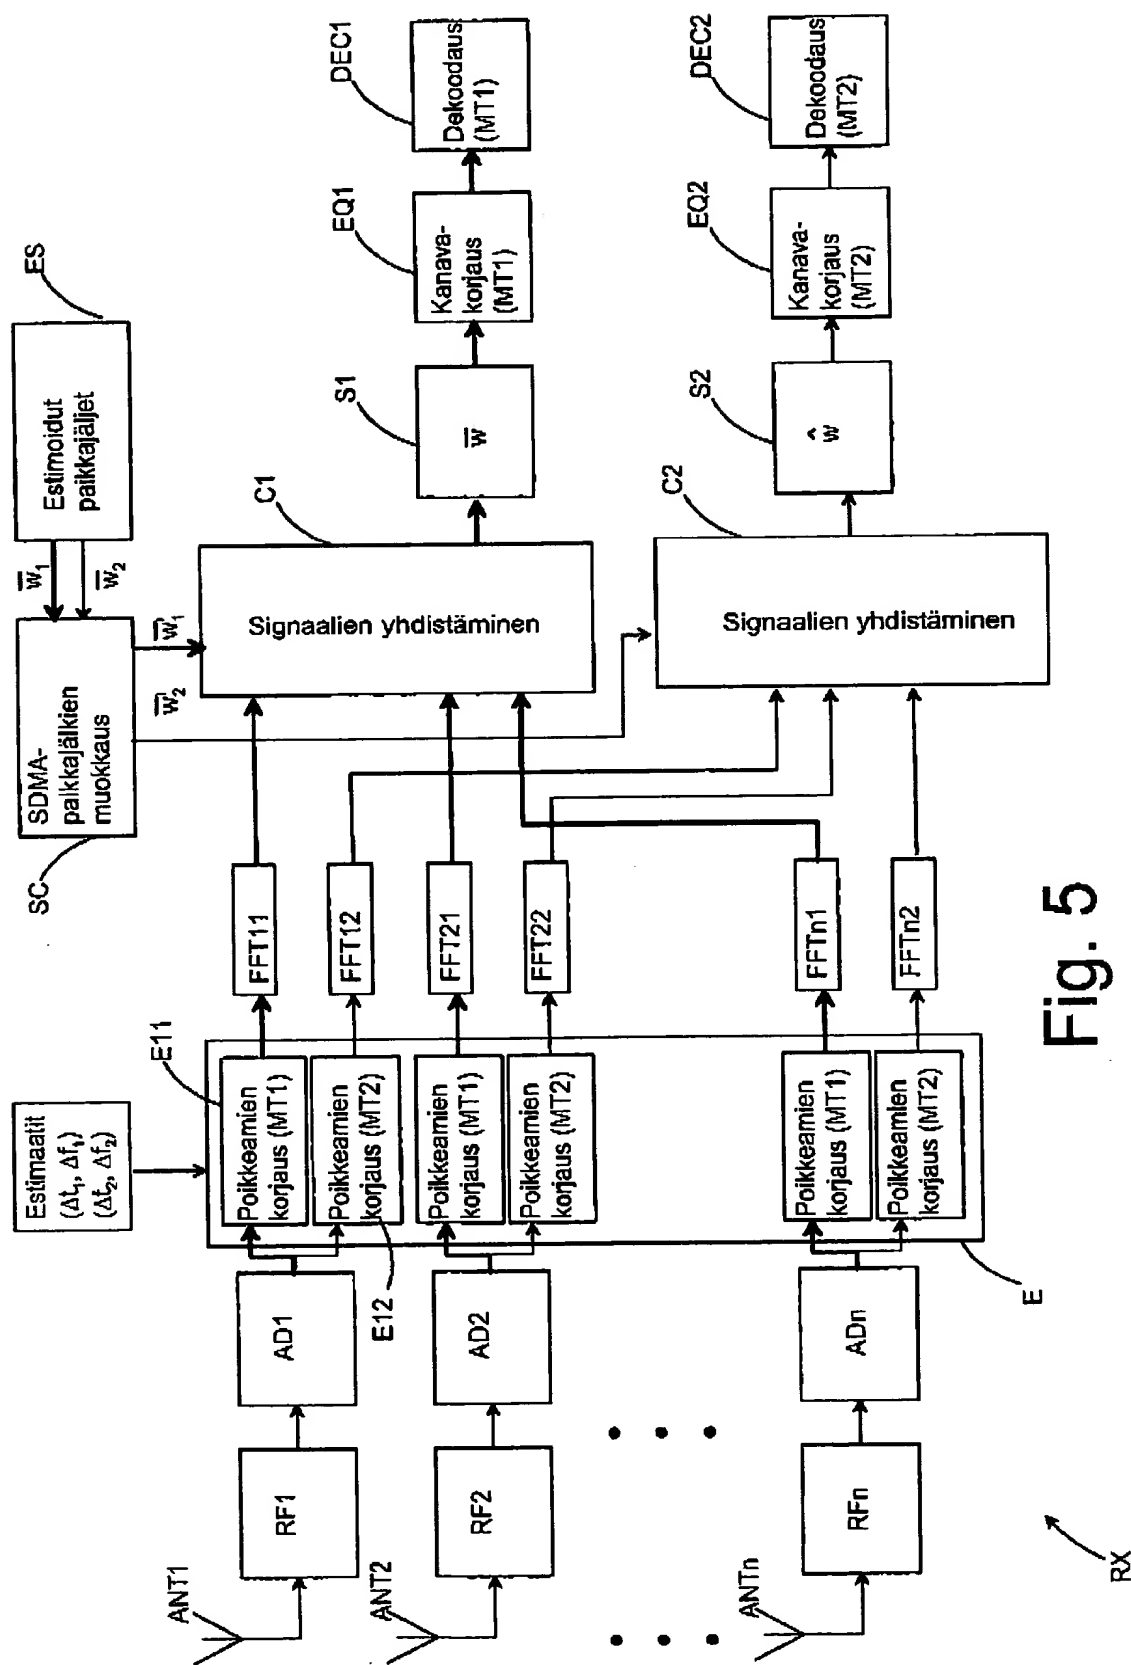 ANT1
RF1
AD1
ANT2
RF2
AD2
ANTn
RFn
ADn
RX
Estimaatit
(Δt₁, Δf₁)
(Δt₂, Δf₂)
E11
E12
E
Poikkeamien
korjaus (MT1)
Poikkeamien
korjaus (MT2)
Poikkeamien
korjaus (MT1)
Poikkeamien
korjaus (MT2)
Poikkeamien
korjaus (MT1)
Poikkeamien
korjaus (MT2)
FFT11
FFT12
FFT21
FFT22
FFTn1
FFTn2
SC
SDMA-
paikkajälkien
muokkaus
w̅₁
w̅₂
Estimoidut
paikkajäljet
ES
w̅₁
w̅₂
C1
Signaalien yhdistäminen
C2
Signaalien yhdistäminen
S1
w̅
S2
ŵ
EQ1
Kanava-
korjaus
(MT1)
EQ2
Kanava-
korjaus
(MT2)
DEC1
Dekoodaus
(MT1)
DEC2
Dekoodaus
(MT2)
Fig. 5